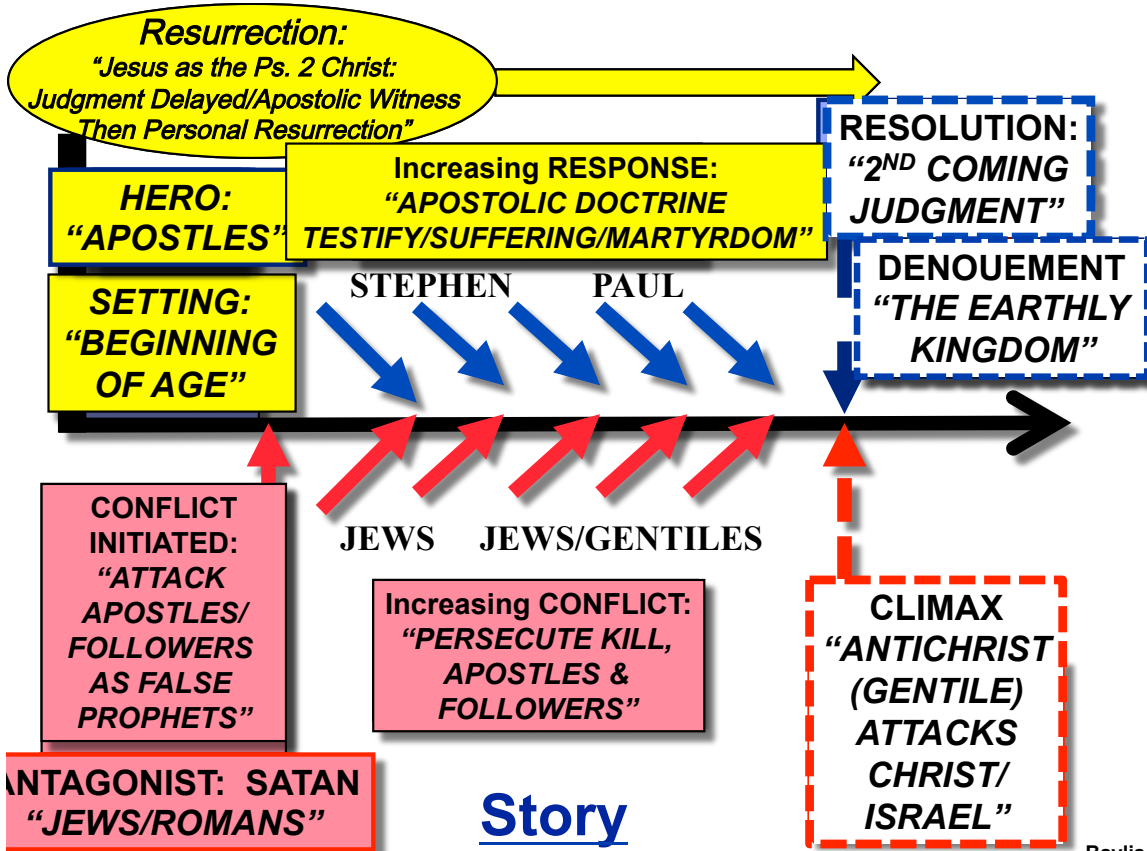 Resurrection:
“Jesus as the Ps. 2 Christ:
Judgment Delayed/Apostolic Witness
Then Personal Resurrection”
HERO:
“APOSTLES”
SETTING:
“BEGINNING
OF AGE”
Increasing RESPONSE:
“APOSTOLIC DOCTRINE
TESTIFY/SUFFERING/MARTYRDOM”
STEPHEN
PAUL
RESOLUTION:
“2ND COMING
JUDGMENT”
DENOUEMENT
“THE EARTHLY
KINGDOM”
CONFLICT
INITIATED:
“ATTACK
APOSTLES/
FOLLOWERS
AS FALSE
PROPHETS”
ANTAGONIST: SATAN
“JEWS/ROMANS”
JEWS
JEWS/GENTILES
Increasing CONFLICT:
“PERSECUTE KILL,
APOSTLES &
FOLLOWERS”
CLIMAX
“ANTICHRIST
(GENTILE)
ATTACKS
CHRIST/
ISRAEL”
Story